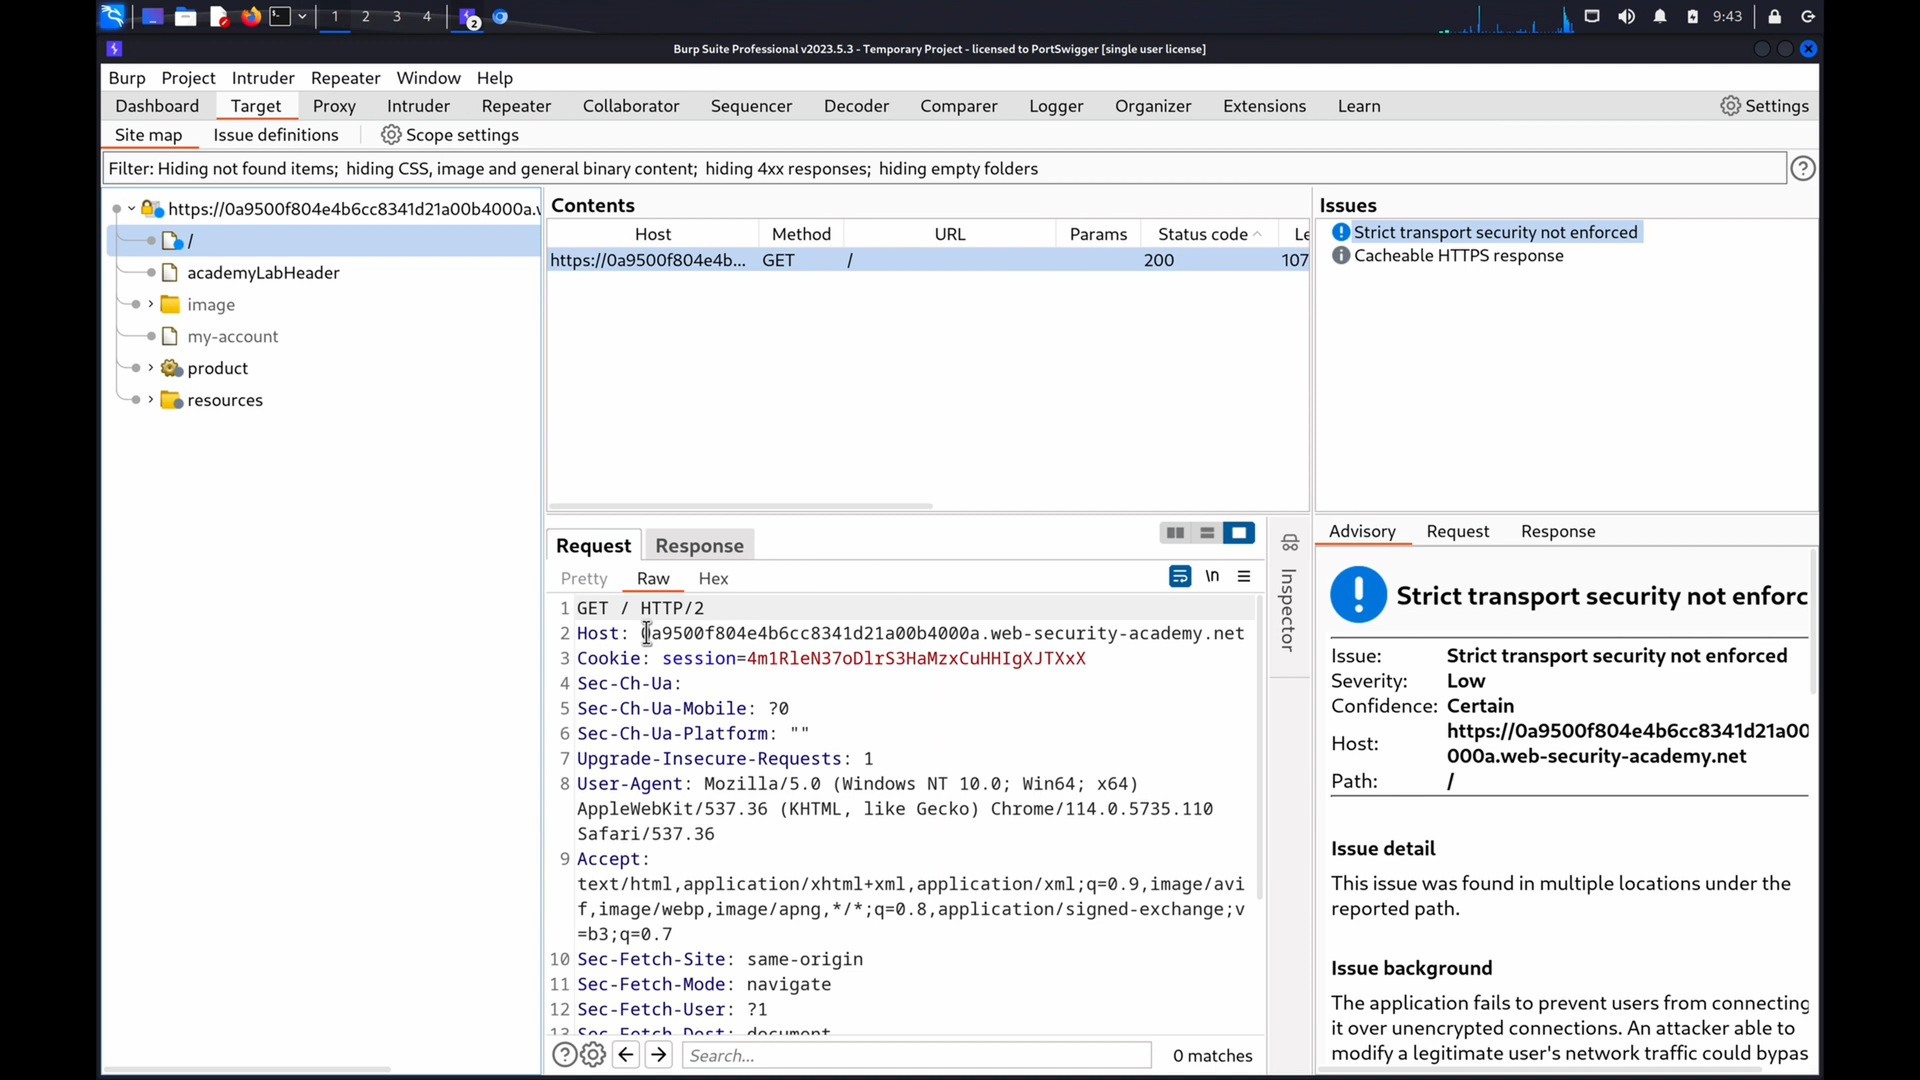 1 2 3 4 2 9:43
Burp Suite Professional v2023.5.3 - Temporary Project - licensed to PortSwigger [single user license]
Burp Project Intruder Repeater Window Help
Dashboard Target Proxy Intruder Repeater Collaborator Sequencer Decoder Comparer Logger Organizer Extensions Learn Settings
Site map Issue definitions Scope settings
Filter: Hiding not found items; hiding CSS, image and general binary content; hiding 4xx responses; hiding empty folders
https://0a9500f804e4b6cc8341d21a00b4000a.
/
academyLabHeader
image
my-account
product
resources
Contents
Host Method URL Params Status code Le
https://0a9500f804e4b... GET / 200 107
Request Response
Pretty Raw Hex \n
1 GET / HTTP/2
2 Host: 0a9500f804e4b6cc8341d21a00b4000a.web-security-academy.net
3 Cookie: session=4m1RleN37oDlrS3HaMzxCuHHIgXJTXxX
4 Sec-Ch-Ua:
5 Sec-Ch-Ua-Mobile: ?0
6 Sec-Ch-Ua-Platform: ""
7 Upgrade-Insecure-Requests: 1
8 User-Agent: Mozilla/5.0 (Windows NT 10.0; Win64; x64)
AppleWebKit/537.36 (KHTML, like Gecko) Chrome/114.0.5735.110
Safari/537.36
9 Accept:
text/html,application/xhtml+xml,application/xml;q=0.9,image/avi
f,image/webp,image/apng,*/*;q=0.8,application/signed-exchange;v
=b3;q=0.7
10 Sec-Fetch-Site: same-origin
11 Sec-Fetch-Mode: navigate
12 Sec-Fetch-User: ?1
13 Sec-Fetch-Dest: document
Search... 0 matches
Inspector
Issues
Strict transport security not enforced
Cacheable HTTPS response
Advisory Request Response
Strict transport security not enforc
Issue: Strict transport security not enforced
Severity: Low
Confidence: Certain
Host: https://0a9500f804e4b6cc8341d21a00
000a.web-security-academy.net
Path: /
Issue detail
This issue was found in multiple locations under the
reported path.
Issue background
The application fails to prevent users from connecting
it over unencrypted connections. An attacker able to
modify a legitimate user's network traffic could bypas